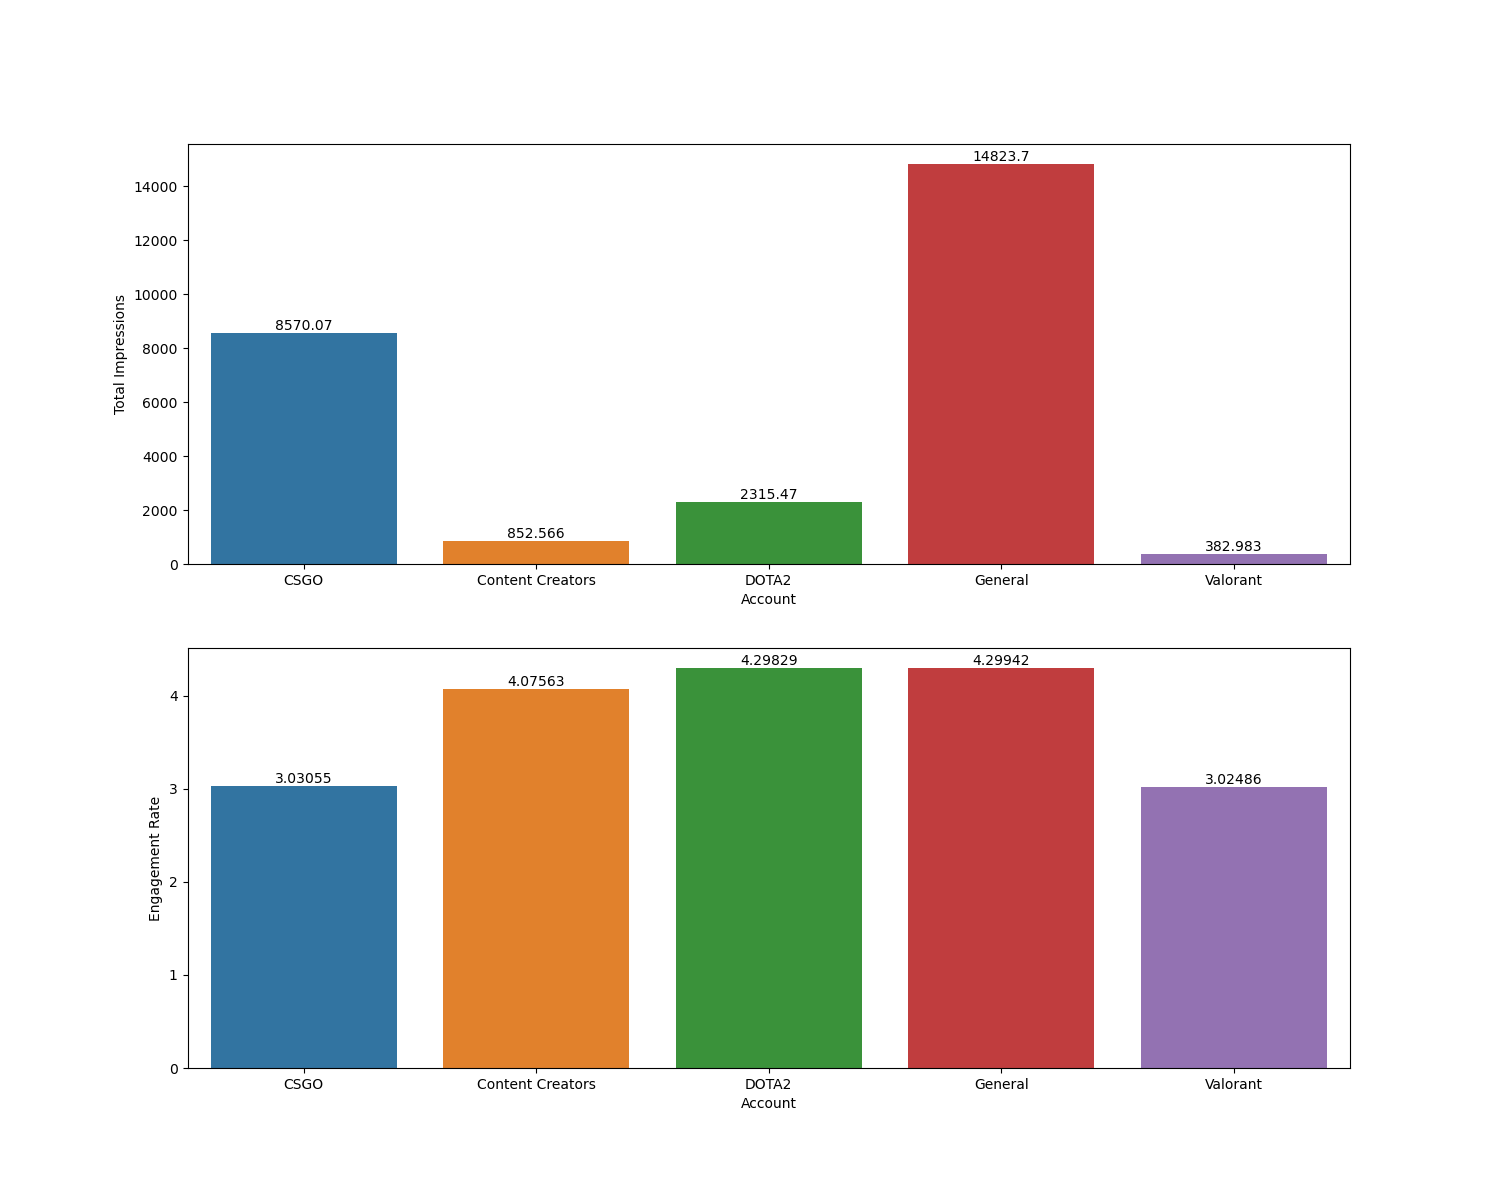 14823.7
14000
12000
10000
8570.07
8000
6000
4000
2315.47
2000
852.566
382.983
0
Total Impressions
CSGO
Content Creators
DOTA2
General
Valorant
Account
4.29829
4.29942
4.07563
4
3.03055
3.02486
3
2
1
0
Engagement Rate
CSGO
Content Creators
DOTA2
General
Valorant
Account